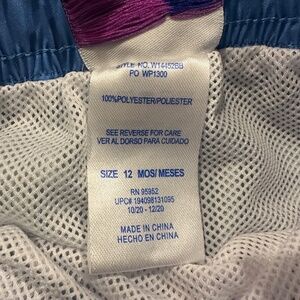 STYLE NO. W14452BB
PO WP1300
100%POLYESTER/POLIESTER
SEE REVERSE FOR CARE
VER AL DORSO PARA CUIDADO
SIZE 12 MOS/MESES
RN 95952
UPC# 194098131095
10/20 - 12/20
MADE IN CHINA
HECHO EN CHINA